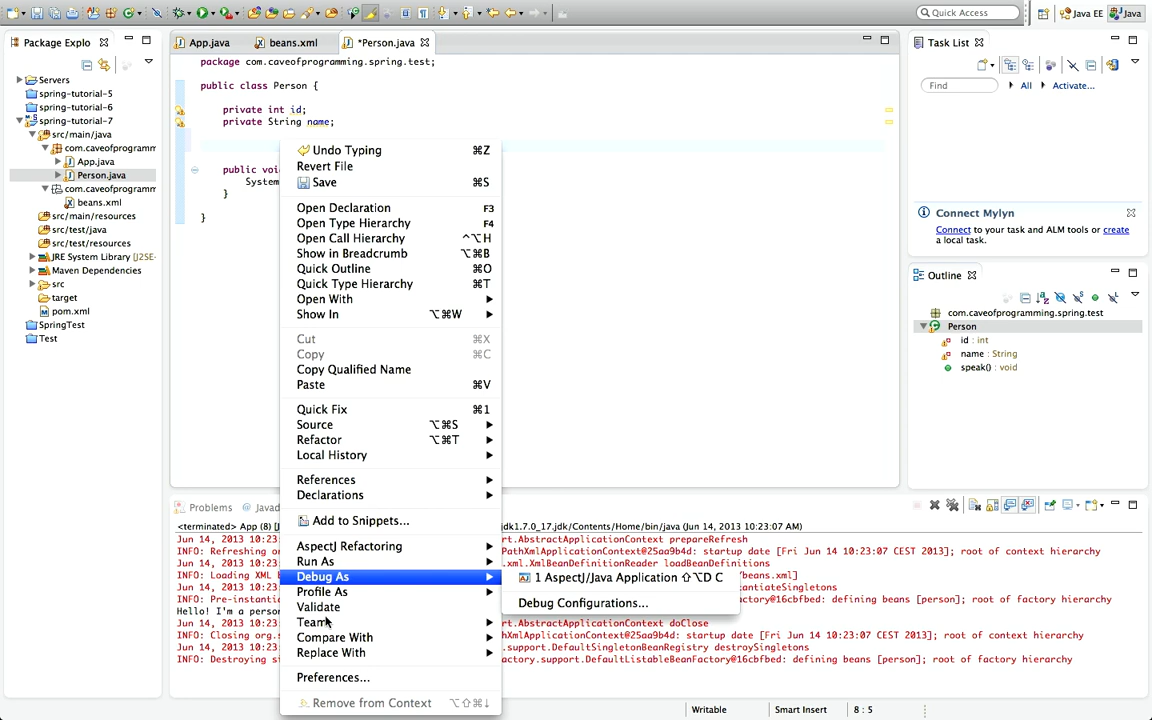 Quick Access
Java EE
Java
Package Explo
App.java
beans.xml
*Person.java
Task List
Servers
spring-tutorial-5
spring-tutorial-6
spring-tutorial-7
src/main/java
com.caveofprogramm
App.java
Person.java
com.caveofprogramm
beans.xml
src/main/resources
src/test/java
src/test/resources
JRE System Library [J2SE-
Maven Dependencies
src
target
pom.xml
SpringTest
Test
package com.caveofprogramming.spring.test;
public class Person {
private int id;
private String name;
public voi
System
}
}
Undo Typing ⌘Z
Revert File
Save ⌘S
Open Declaration F3
Open Type Hierarchy F4
Open Call Hierarchy ^⌥H
Show in Breadcrumb ⌥⌘B
Quick Outline ⌘O
Quick Type Hierarchy ⌘T
Open With
Show In ⌥⌘W
Cut ⌘X
Copy ⌘C
Copy Qualified Name
Paste ⌘V
Quick Fix ⌘1
Source ⌥⌘S
Refactor ⌥⌘T
Local History
References
Declarations
Add to Snippets...
AspectJ Refactoring
Run As
Debug As
Profile As
Validate
Team
Compare With
Replace With
Preferences...
Remove from Context ⌥⇧⌘↓
1 AspectJ/Java Application ⇧⌥D C
Debug Configurations...
Find
All
Activate...
Connect Mylyn
Connect to your task and ALM tools or create
a local task.
Outline
com.caveofprogramming.spring.test
Person
id : int
name : String
speak() : void
Problems
Javad
<terminated> App (8) [J jdk1.7.0_17.jdk/Contents/Home/bin/java (Jun 14, 2013 10:23:07 AM)
Jun 14, 2013 10:23: rt.AbstractApplicationContext prepareRefresh
INFO: Refreshing or PathXmlApplicationContext@25aa9b4d: startup date [Fri Jun 14 10:23:07 CEST 2013]; root of context hierarchy
Jun 14, 2013 10:23: .xml.XmlBeanDefinitionReader loadBeanDefinitions
INFO: Loading XML b /beans.xml]
Jun 14, 2013 10:23: antiateSingletons
INFO: Pre-instantia factory@16cbfbed: defining beans [person]; root of factory hierarchy
Hello! I'm a person
Jun 14, 2013 10:23: rt.AbstractApplicationContext doClose
INFO: Closing org.s thXmlApplicationContext@25aa9b4d: startup date [Fri Jun 14 10:23:07 CEST 2013]; root of context hierarchy
Jun 14, 2013 10:23: .support.DefaultSingletonBeanRegistry destroySingletons
INFO: Destroying si actory.support.DefaultListableBeanFactory@16cbfbed: defining beans [person]; root of factory hierarchy
Writable
Smart Insert
8 : 5